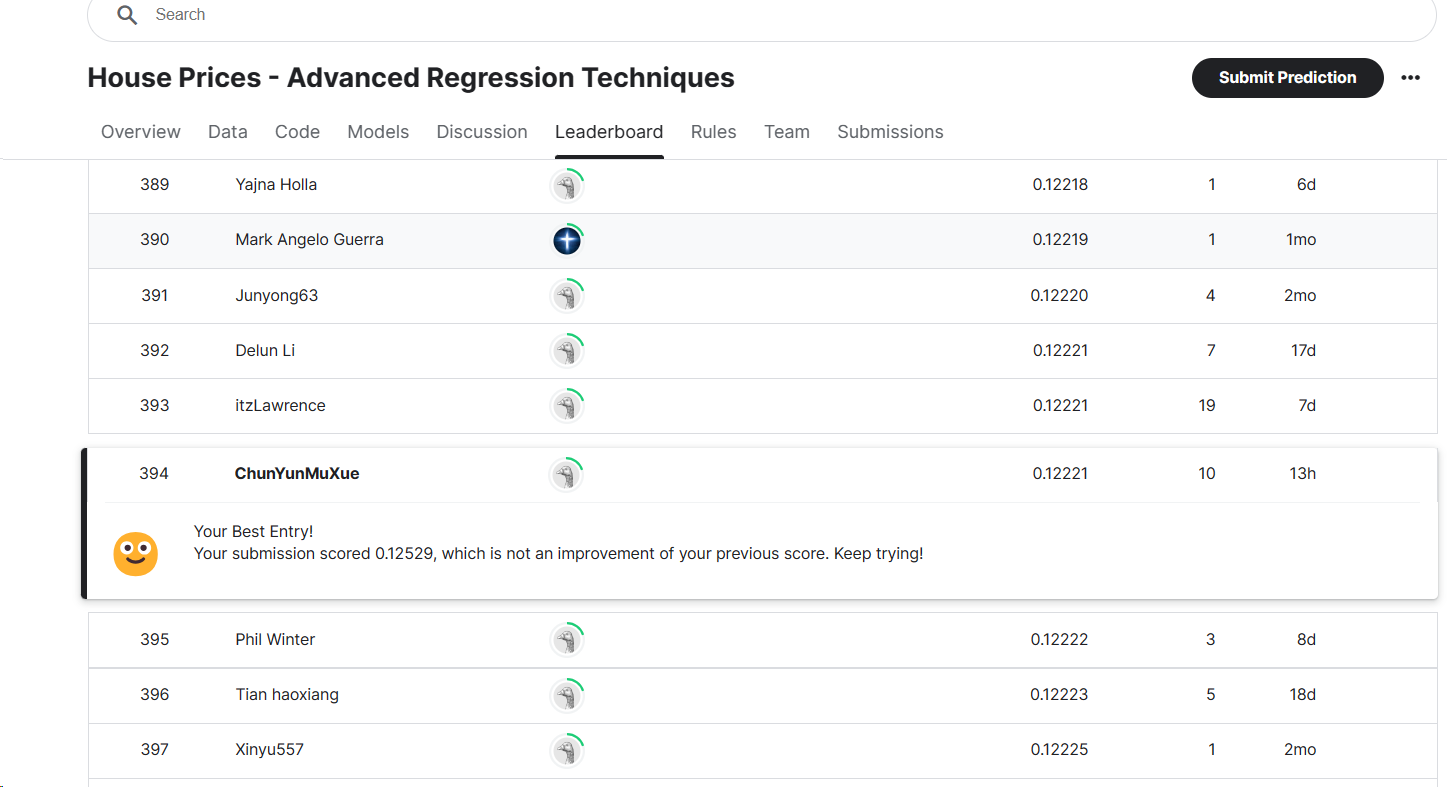 Search
House Prices - Advanced Regression Techniques
Submit Prediction
Overview Data Code Models Discussion Leaderboard Rules Team Submissions
389 Yajna Holla 0.12218 1 6d
390 Mark Angelo Guerra 0.12219 1 1mo
391 Junyong63 0.12220 4 2mo
392 Delun Li 0.12221 7 17d
393 itzLawrence 0.12221 19 7d
394 ChunYunMuXue 0.12221 10 13h
Your Best Entry!
Your submission scored 0.12529, which is not an improvement of your previous score. Keep trying!
395 Phil Winter 0.12222 3 8d
396 Tian haoxiang 0.12223 5 18d
397 Xinyu557 0.12225 1 2mo